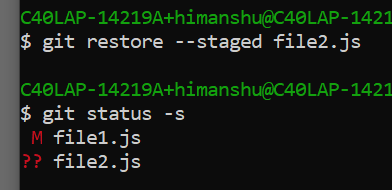 C40LAP-14219A+himanshu@C40LAP-1421
$ git restore --staged file2.js
C40LAP-14219A+himanshu@C40LAP-1421
$ git status -s
 M file1.js
?? file2.js